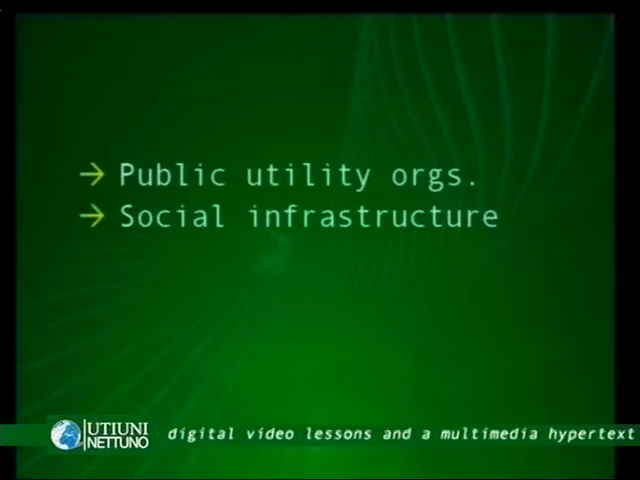 → Public utility orgs.
→ Social infrastructure
UTIUNI
NETTUNO
digital video lessons and a multimedia hypertext